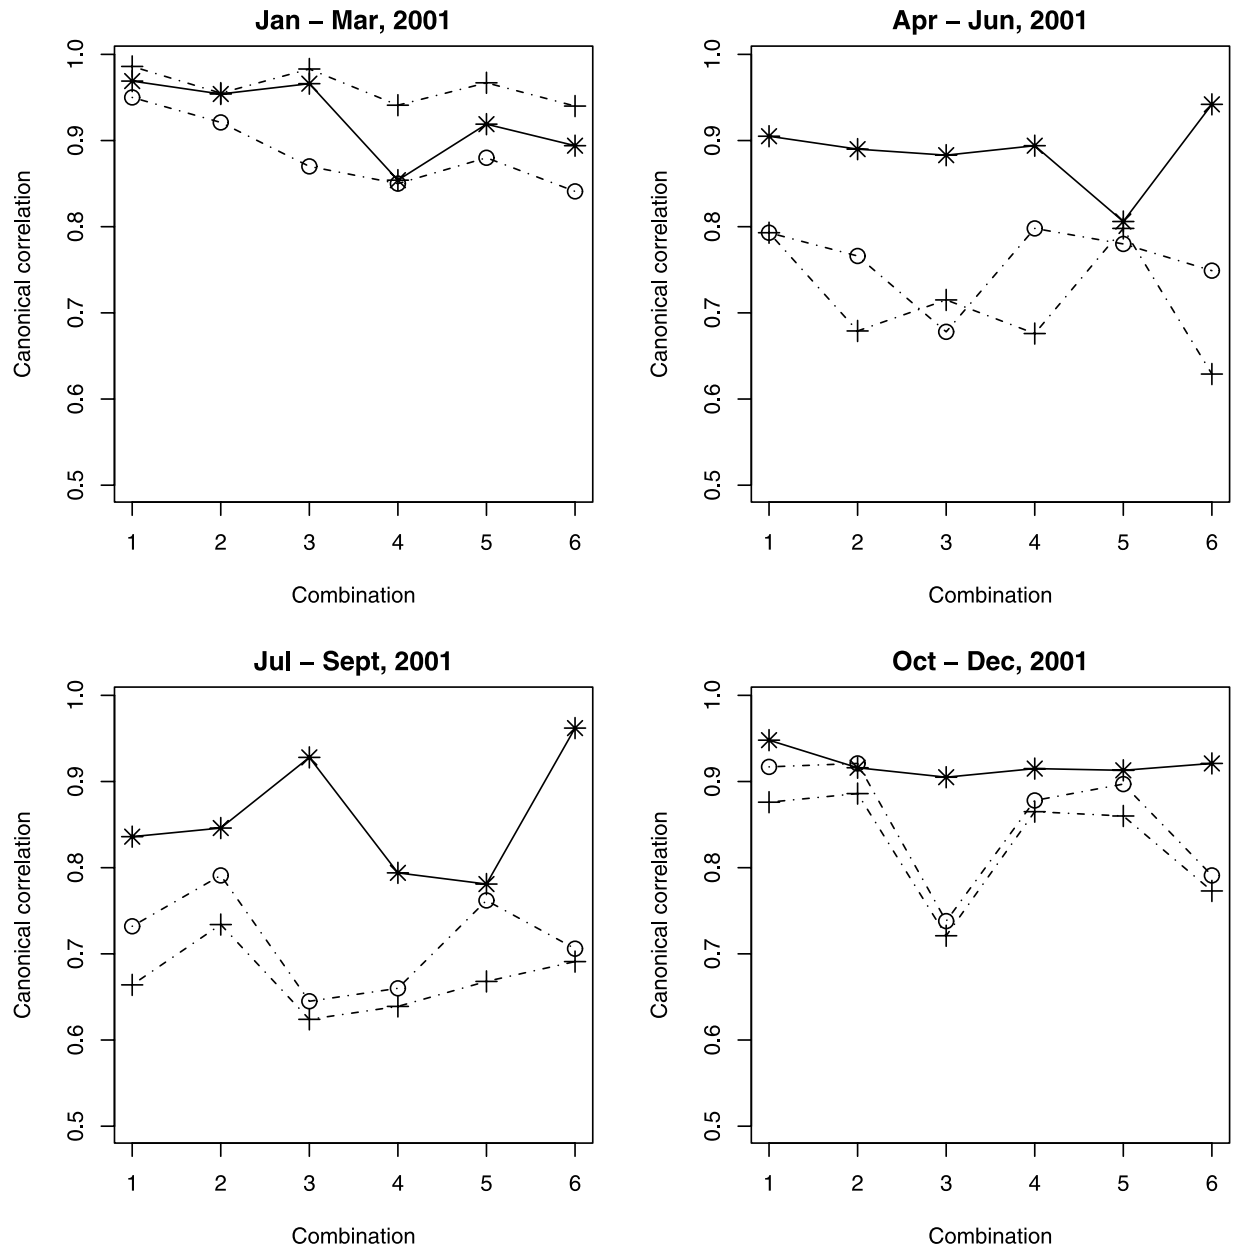 Jan – Mar, 2001
Canonical correlation
1.0
0.9
0.8
0.7
0.6
0.5
1 2 3 4 5 6
Combination
Apr – Jun, 2001
Canonical correlation
1.0
0.9
0.8
0.7
0.6
0.5
1 2 3 4 5 6
Combination
Jul – Sept, 2001
Canonical correlation
1.0
0.9
0.8
0.7
0.6
0.5
1 2 3 4 5 6
Combination
Oct – Dec, 2001
Canonical correlation
1.0
0.9
0.8
0.7
0.6
0.5
1 2 3 4 5 6
Combination